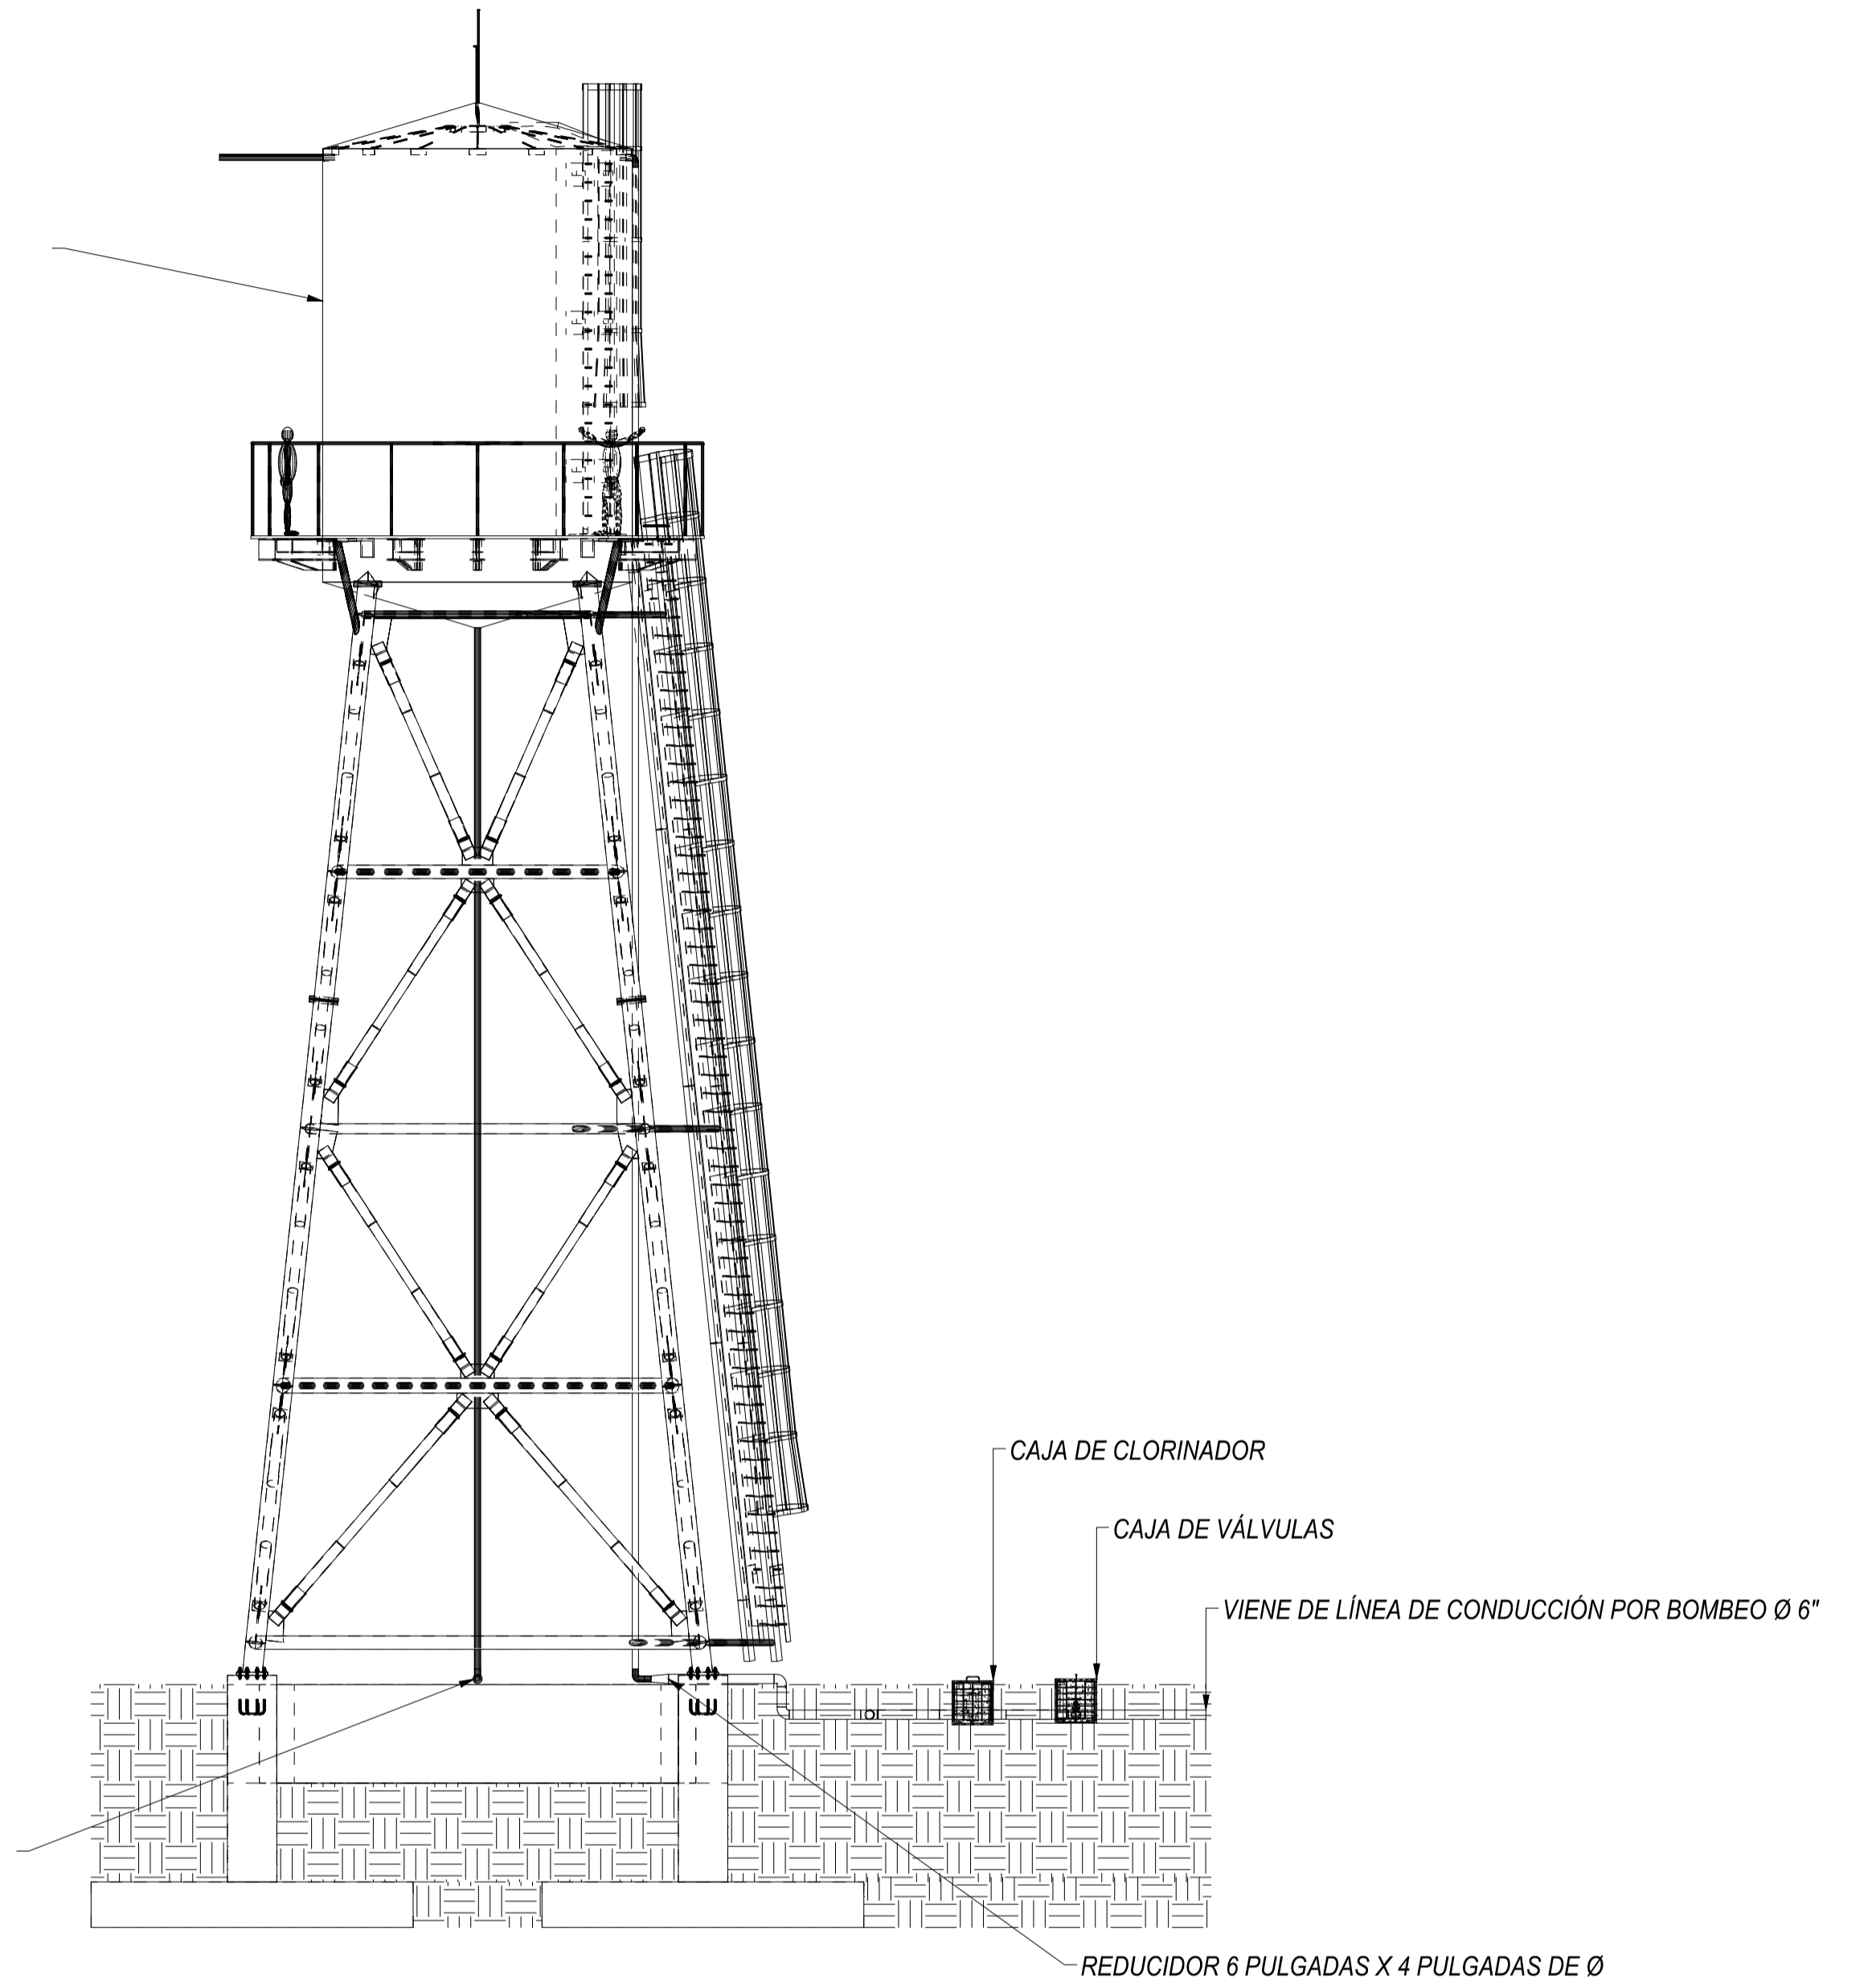 CAJA DE CLORINADOR
CAJA DE VÁLVULAS
VIENE DE LÍNEA DE CONDUCCIÓN POR BOMBEO Ø 6"
REDUCIDOR 6 PULGADAS X 4 PULGADAS DE Ø